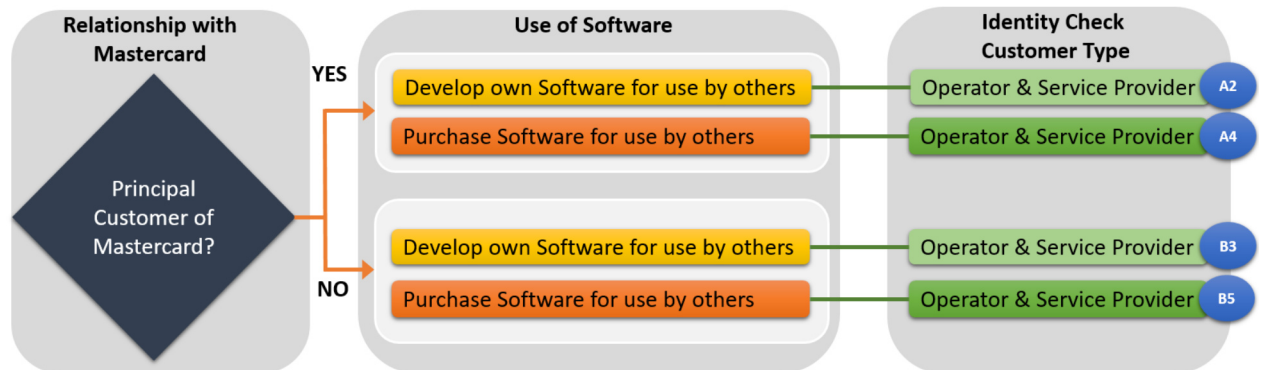 Relationship with
Mastercard
Principal
Customer of
Mastercard?
YES
NO
Use of Software
Develop own Software for use by others
Purchase Software for use by others
Develop own Software for use by others
Purchase Software for use by others
Identity Check
Customer Type
Operator & Service Provider A2
Operator & Service Provider A4
Operator & Service Provider B3
Operator & Service Provider B5